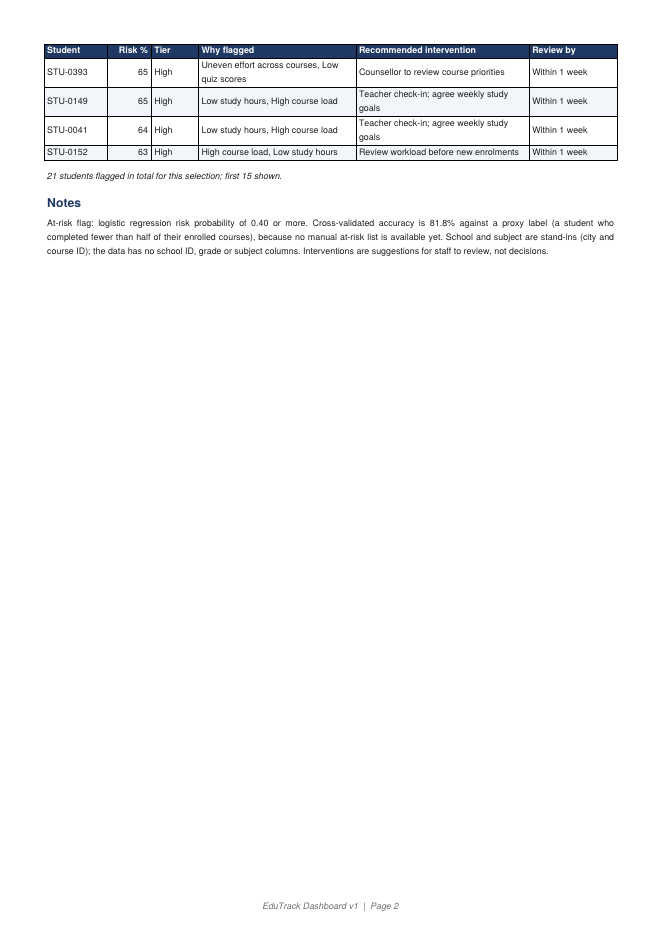 Student Risk % Tier Why flagged Recommended intervention Review by
STU-0393 65 High Uneven effort across courses, Low quiz scores Counsellor to review course priorities Within 1 week
STU-0149 65 High Low study hours, High course load Teacher check-in; agree weekly study goals Within 1 week
STU-0041 64 High Low study hours, High course load Teacher check-in; agree weekly study goals Within 1 week
STU-0152 63 High High course load, Low study hours Review workload before new enrolments Within 1 week
21 students flagged in total for this selection; first 15 shown.
Notes
At-risk flag: logistic regression risk probability of 0.40 or more. Cross-validated accuracy is 81.8% against a proxy label (a student who
completed fewer than half of their enrolled courses), because no manual at-risk list is available yet. School and subject are stand-ins (city and
course ID); the data has no school ID, grade or subject columns. Interventions are suggestions for staff to review, not decisions.
EduTrack Dashboard v1 | Page 2